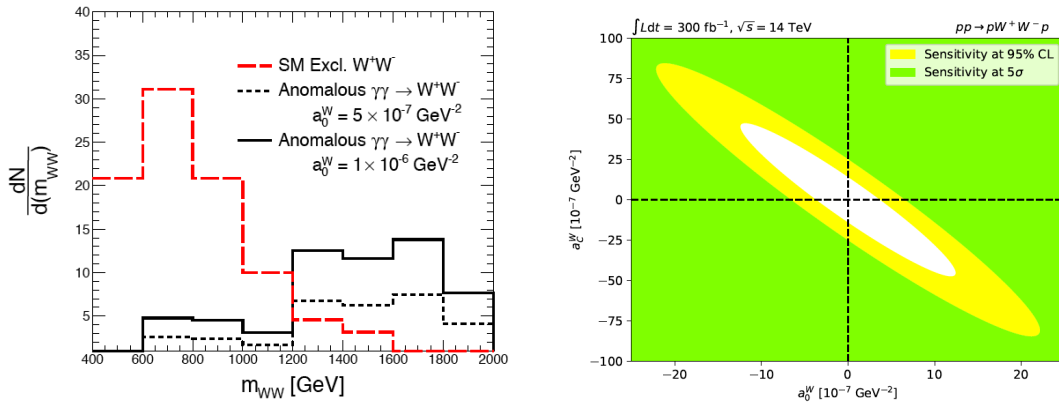 40
35
30
25
20
15
10
5
dN
d(m_WW)
SM Excl. W⁺W⁻
Anomalous γγ → W⁺W⁻
a₀ᵂ = 5 × 10⁻⁷ GeV⁻²
Anomalous γγ → W⁺W⁻
a₀ᵂ = 1 × 10⁻⁶ GeV⁻²
400 600 800 1000 1200 1400 1600 1800 2000
m_WW [GeV]
∫Ldt = 300 fb⁻¹, √s = 14 TeV
pp → pW⁺W⁻p
Sensitivity at 95% CL
Sensitivity at 5σ
100
75
50
25
0
−25
−50
−75
−100
a_C^W [10⁻⁷ GeV⁻²]
−20 −10 0 10 20
a₀ᵂ [10⁻⁷ GeV⁻²]